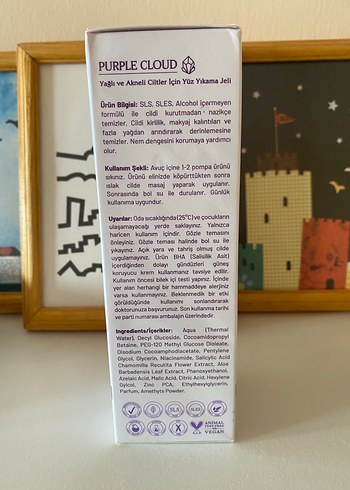 PURPLE CLOUD
Yağlı ve Akneli Ciltler İçin Yüz Yıkama Jeli
Ürün Bilgisi: SLS, SLES, Alcohol içermeyen
formülü ile cildi kurutmadan nazikçe
temizler. Cildi kirlilik, makyaj kalıntıları ve
fazla yağdan arındırarak derinlemesine
temizler. Nem dengesini korumaya yardımcı
olur.
Kullanım Şekli: Avuç içine 1-2 pompa ürünü
sıkınız. Ürünü elinizde köpürttükten sonra
ıslak cilde masaj yaparak uygulanır.
Sonrasında bol su ile durulanır. Günlük
kullanıma uygundur.
Uyarılar: Oda sıcaklığında (25°C) ve çocukların
ulaşamayacağı yerde saklayınız. Yalnızca
haricen kullanım içindir. Gözle temasını
önleyiniz. Gözle teması halinde bol su ile
yıkayınız. Açık yara ve tahriş olmuş cilde
uygulamayınız. Ürün BHA (Salisilik Asit)
içerdiğinden dolayı gündüzleri güneş
koruyucu krem kullanmanız tavsiye edilir.
Kullanım öncesi bilek içi testi yapınız. İçinde
yer alan herhangi bir hammaddeye alerjiniz
varsa kullanmayınız. Beklenmedik bir etki
görüldüğünde kullanımı sonlandırarak
doktorunuza başvurunuz. Son kullanma tarihi
ve parti numarası ambalajın üzerindedir.
Ingredients/İçerikler: Aqua (Thermal
Water), Decyl Glucoside, Cocoamidopropyl
Betaine, PEG-120 Methyl Glucose Dioleate,
Disodium Cocoamphodiacetate, Pentylene
Glycol, Glycerin, Niacinamide, Salicylic Acid
Chamomilla Recutita Flower Extract, Aloe
Barbadensis Leaf Extract, Phenoxyethanol,
Azelaic Acid, Malic Acid, Citric Acid, Hexylene
Gylcol, Zinc PCA, Ethylhexylglycerin,
Parfum, Amethyts Powder.
SLS
VEGAN